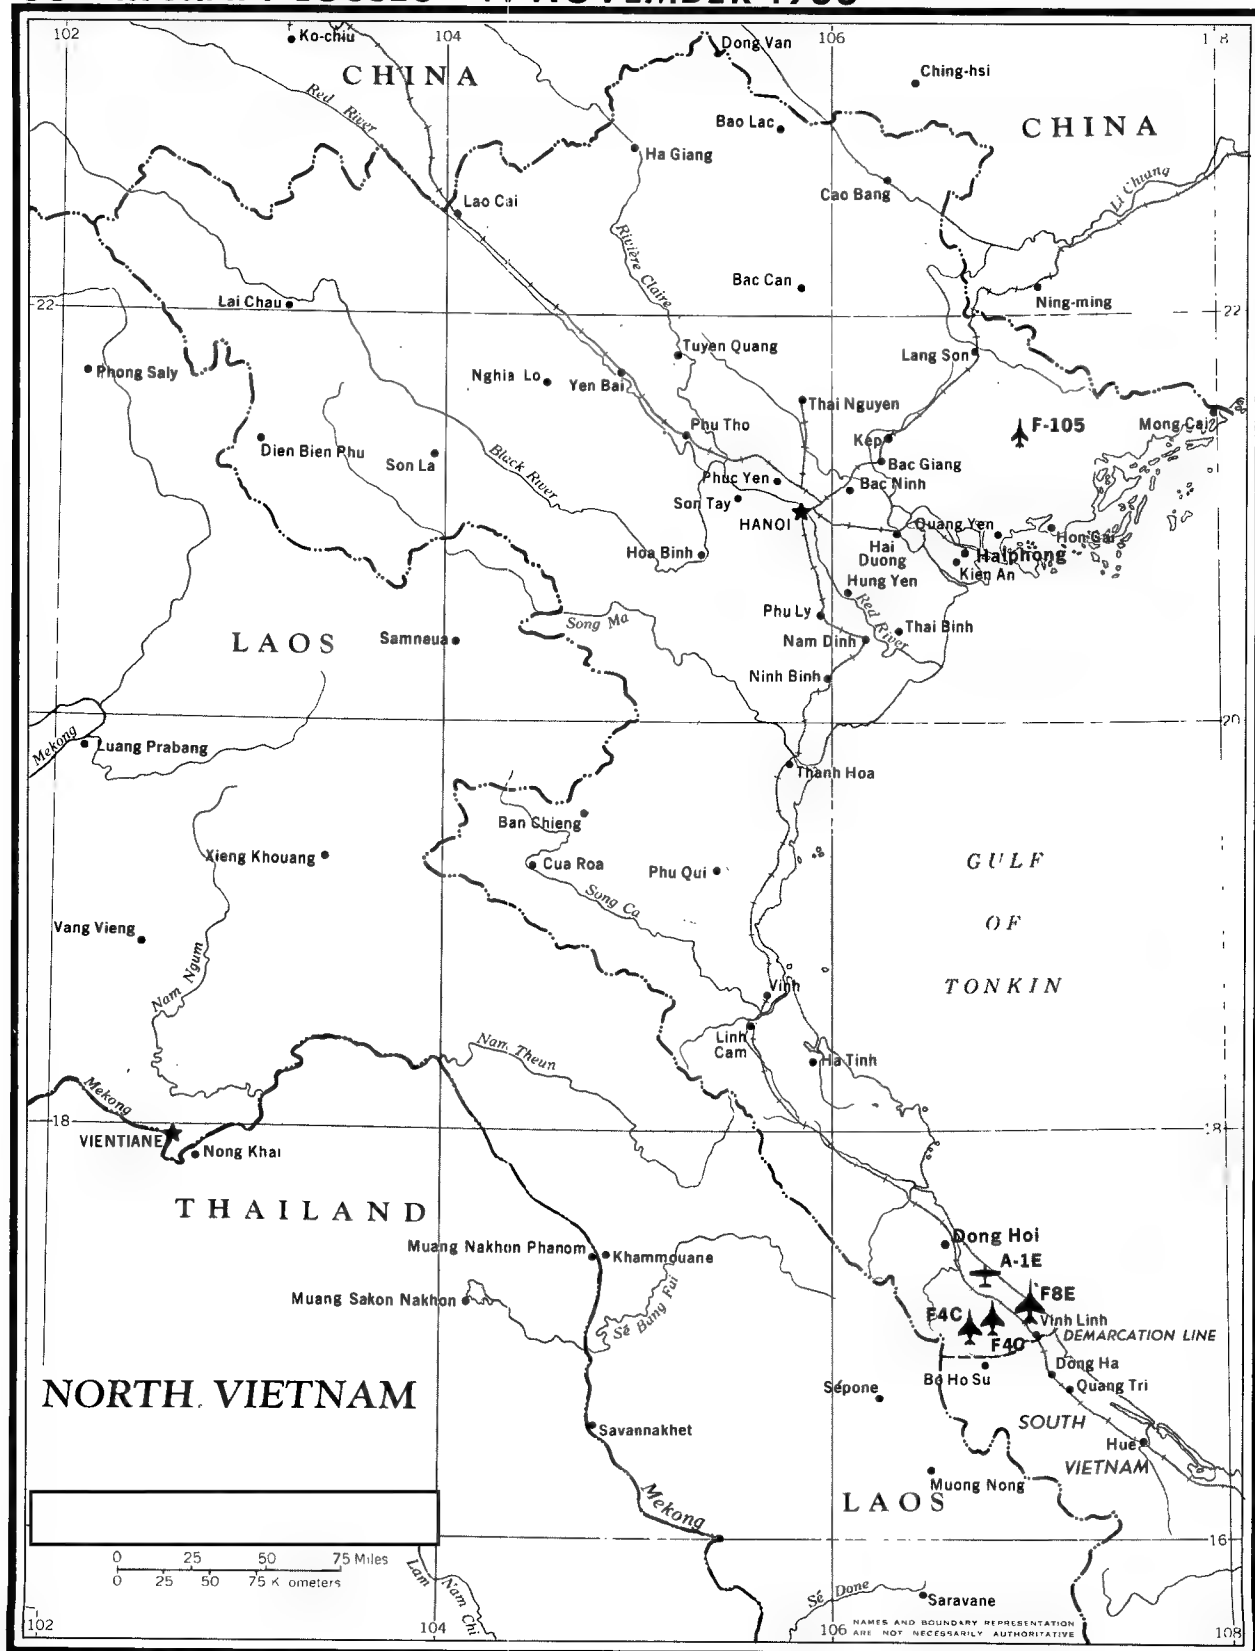 LOSSES
NOVEMBER
102
104
106
Ko-chiu
Dong Van
Ching-hsi
CHINA
Red River
Bao Lac
CHINA
Ha Giang
Li Chiang
Cao Bang
Lao Cai
Rivière Claire
Bac Can
Lai Chau
Ning-ming
22
22
Tuyen Quang
Lang Son
Phong Saly
Nghia Lo
Yen Bai
Thai Nguyen
Mong Cai
F-105
Phu Tho
Kep
Dien Bien Phu
Son La
Black River
Bac Giang
Phuc Yen
Bac Ninh
Son Tay
HANOI
Quang Yen
Hon Gai
Hoa Binh
Hai
Duong
Haiphong
Kien An
Hung Yen
Red River
Phu Ly
Thai Binh
Song Ma
LAOS
Samneua
Nam Dinh
Ninh Binh
20
Mekong
Luang Prabang
Thanh Hoa
Ban Chieng
Xieng Khouang
Cua Roa
Phu Qui
GULF
OF
TONKIN
Song Ca
Vang Vieng
Nam Ngum
Vinh
Linh
Cam
Nam Theun
Ha Tinh
Mekong
18
18
VIENTIANE
Nong Khai
THAILAND
Dong Hoi
Muang Nakhon Phanom
Khammouane
A-1E
Muang Sakon Nakhon
Sé Bung Fui
F8E
F4C
Vinh Linh
F4C
DEMARCATION LINE
Dong Ha
Bo Ho Su
Sépone
Quang Tri
NORTH. VIETNAM
SOUTH
VIETNAM
Savannakhet
Hue
Muong Nong
LAOS
Mekong
16
0 25 50 75 Miles
0 25 50 75 K ometers
Lam
Nam Chi
Sé Done
Saravane
NAMES AND BOUNDARY REPRESENTATION
ARE NOT NECESSARILY AUTHORITATIVE
102
104
106
108